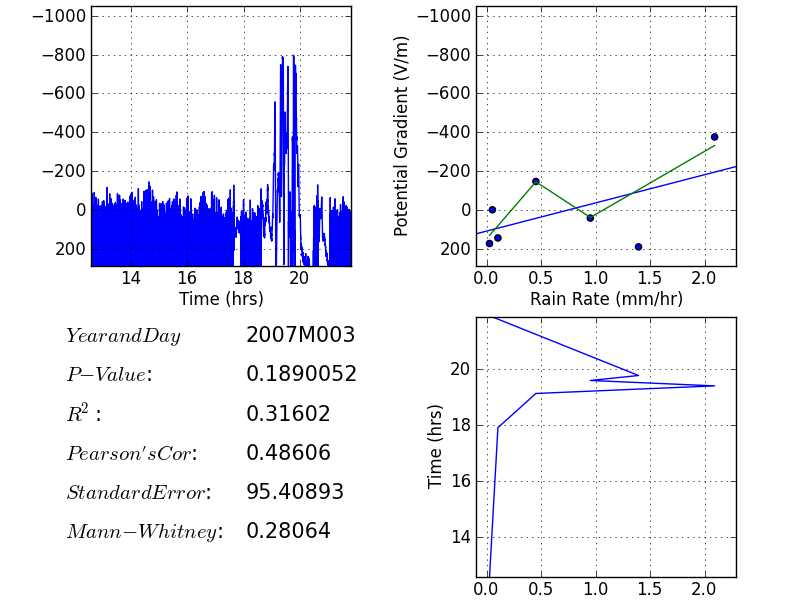 −1000
−800
−600
−400
−200
0
200
14 16 18 20
Time (hrs)
Potential Gradient (V/m)
−1000
−800
−600
−400
−200
0
200
0.0 0.5 1.0 1.5 2.0
Rain Rate (mm/hr)
YearandDay 2007M003
P−Value: 0.1890052
R²: 0.31602
Pearson'sCor: 0.48606
StandardError: 95.40893
Mann−Whitney: 0.28064
Time (hrs)
20
18
16
14
0.0 0.5 1.0 1.5 2.0